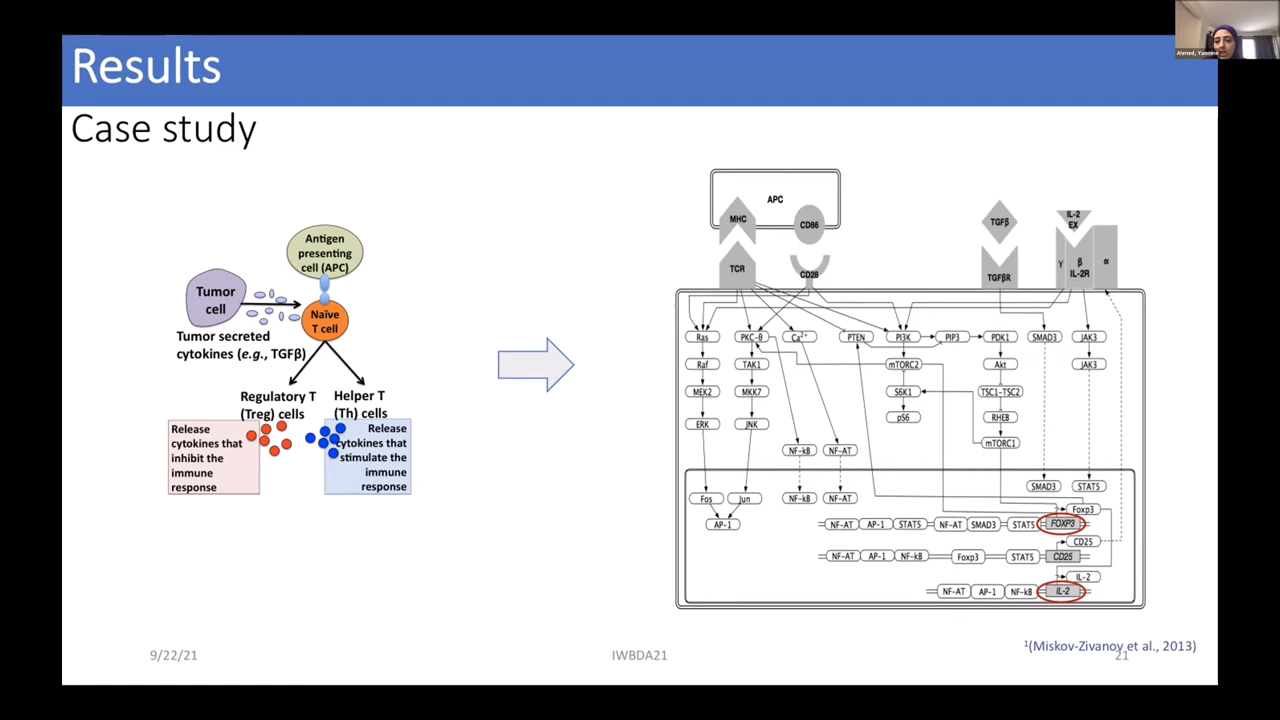 Ahmed, Yasmine
Results
Case study
Antigen
presenting
cell (APC)
Tumor
cell
Naïve
T cell
Tumor secreted
cytokines (e.g., TGFβ)
Regulatory T
(Treg) cells
Helper T
(Th) cells
Release
cytokines that
inhibit the
immune
response
Release
cytokines that
stimulate the
immune
response
APC
MHC
CD86
TCR
CD28
TGFβ
TGFβR
IL-2
EX
γ
β
IL-2R
α
Ras
PKC-θ
Ca2+
PTEN
PI3K
PIP3
PDK1
SMAD3
JAK3
Raf
TAK1
mTORC2
Akt
JAK3
MEK2
MKK7
S6K1
TSC1-TSC2
ERK
JNK
pS6
RHEB
NF-kB
NF-AT
mTORC1
SMAD3
STAT5
Fos
Jun
NF-kB
NF-AT
Foxp3
AP-1
NF-AT AP-1 STAT5 NF-AT SMAD3 STAT5 FOXP3
CD25
NF-AT AP-1 NF-kB Foxp3 STAT5 CD25
IL-2
NF-AT AP-1 NF-kB IL-2
1(Miskov-Zivanov et al., 2013)
9/22/21
IWBDA21
21